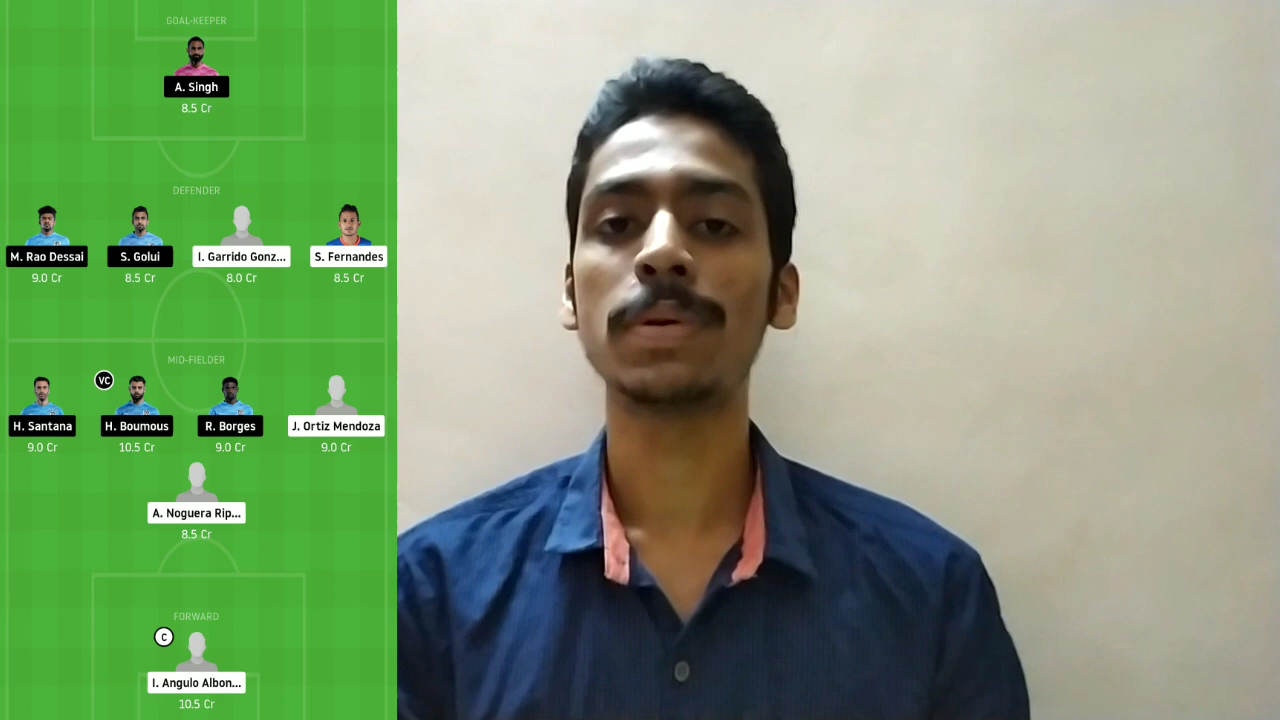 GOAL-KEEPER
A. Singh
8.5 Cr
DEFENDER
M. Rao Dessai
S. Golui
I. Garrido Gonz...
S. Fernandes
9.0 Cr
8.5 Cr
8.0 Cr
8.5 Cr
MID-FIELDER
VC
H. Santana
H. Boumous
R. Borges
J. Ortiz Mendoza
9.0 Cr
10.5 Cr
9.0 Cr
9.0 Cr
A. Noguera Rip...
8.5 Cr
FORWARD
C
I. Angulo Albon...
10.5 Cr